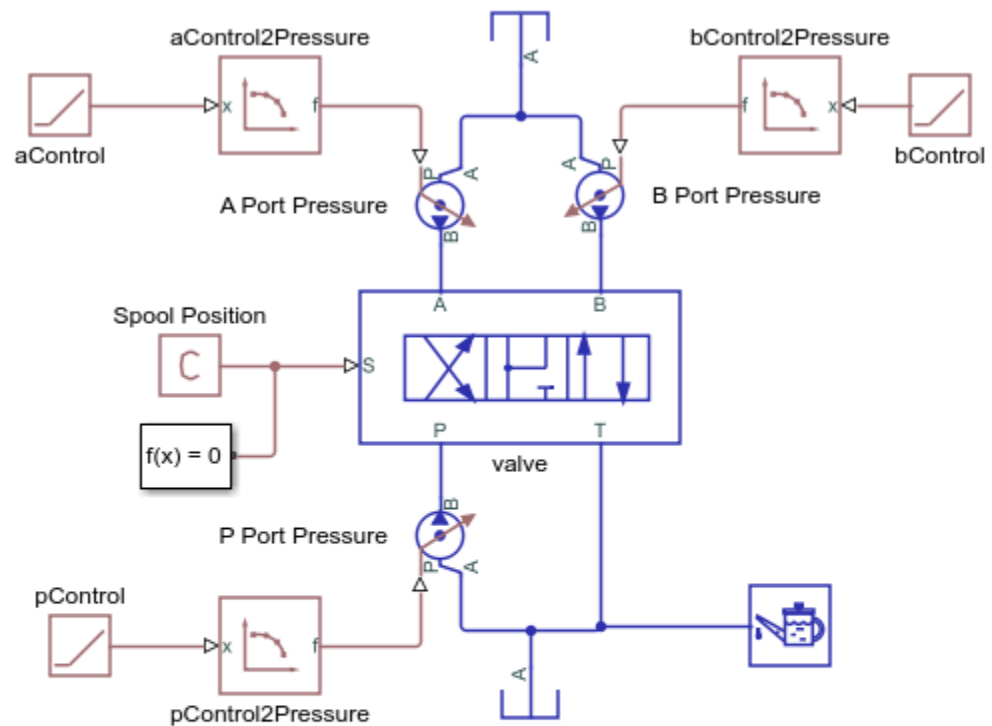 aControl2Pressure
bControl2Pressure
A
x
f
f
x
aControl
bControl
P
A
A
P
A Port Pressure
B Port Pressure
B
B
A
B
Spool Position
C
S
f(x) = 0
P
T
valve
B
P Port Pressure
P
A
pControl
x
f
A
pControl2Pressure